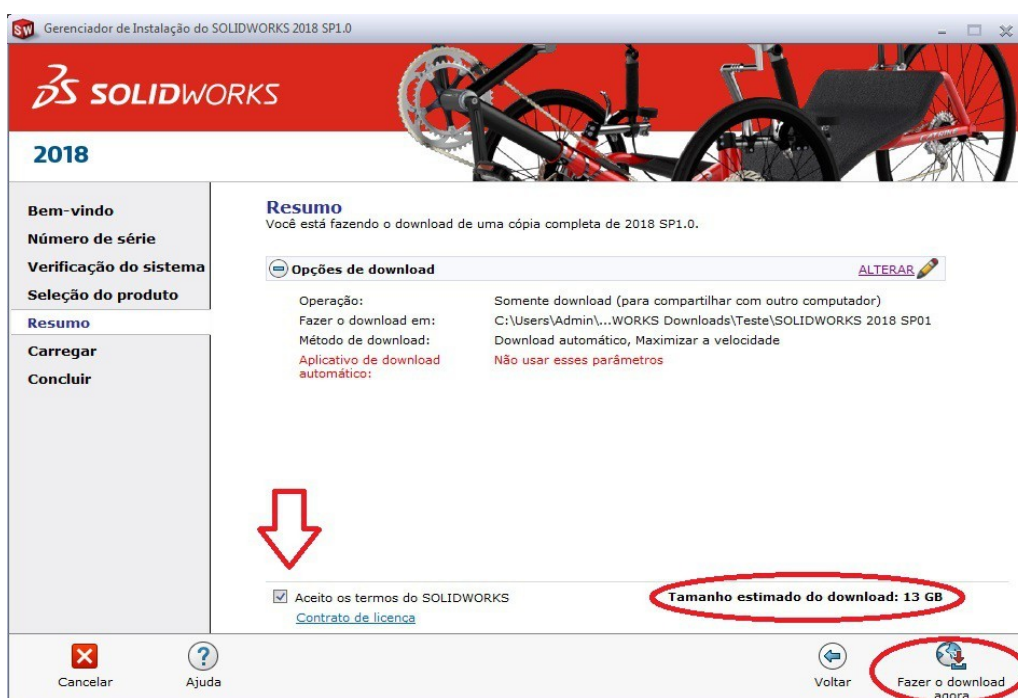 SW Gerenciador de Instalação do SOLIDWORKS 2018 SP1.0
SOLIDWORKS
2018
Bem-vindo
Número de série
Verificação do sistema
Seleção do produto
Resumo
Carregar
Concluir
Resumo
Você está fazendo o download de uma cópia completa de 2018 SP1.0.
Opções de download ALTERAR
Operação: Somente download (para compartilhar com outro computador)
Fazer o download em: C:\Users\Admin\...WORKS Downloads\Teste\SOLIDWORKS 2018 SP01
Método de download: Download automático, Maximizar a velocidade
Aplicativo de download Não usar esses parâmetros
automático:
Aceito os termos do SOLIDWORKS Tamanho estimado do download: 13 GB
Contrato de licença
Cancelar Ajuda Voltar Fazer o download
agora